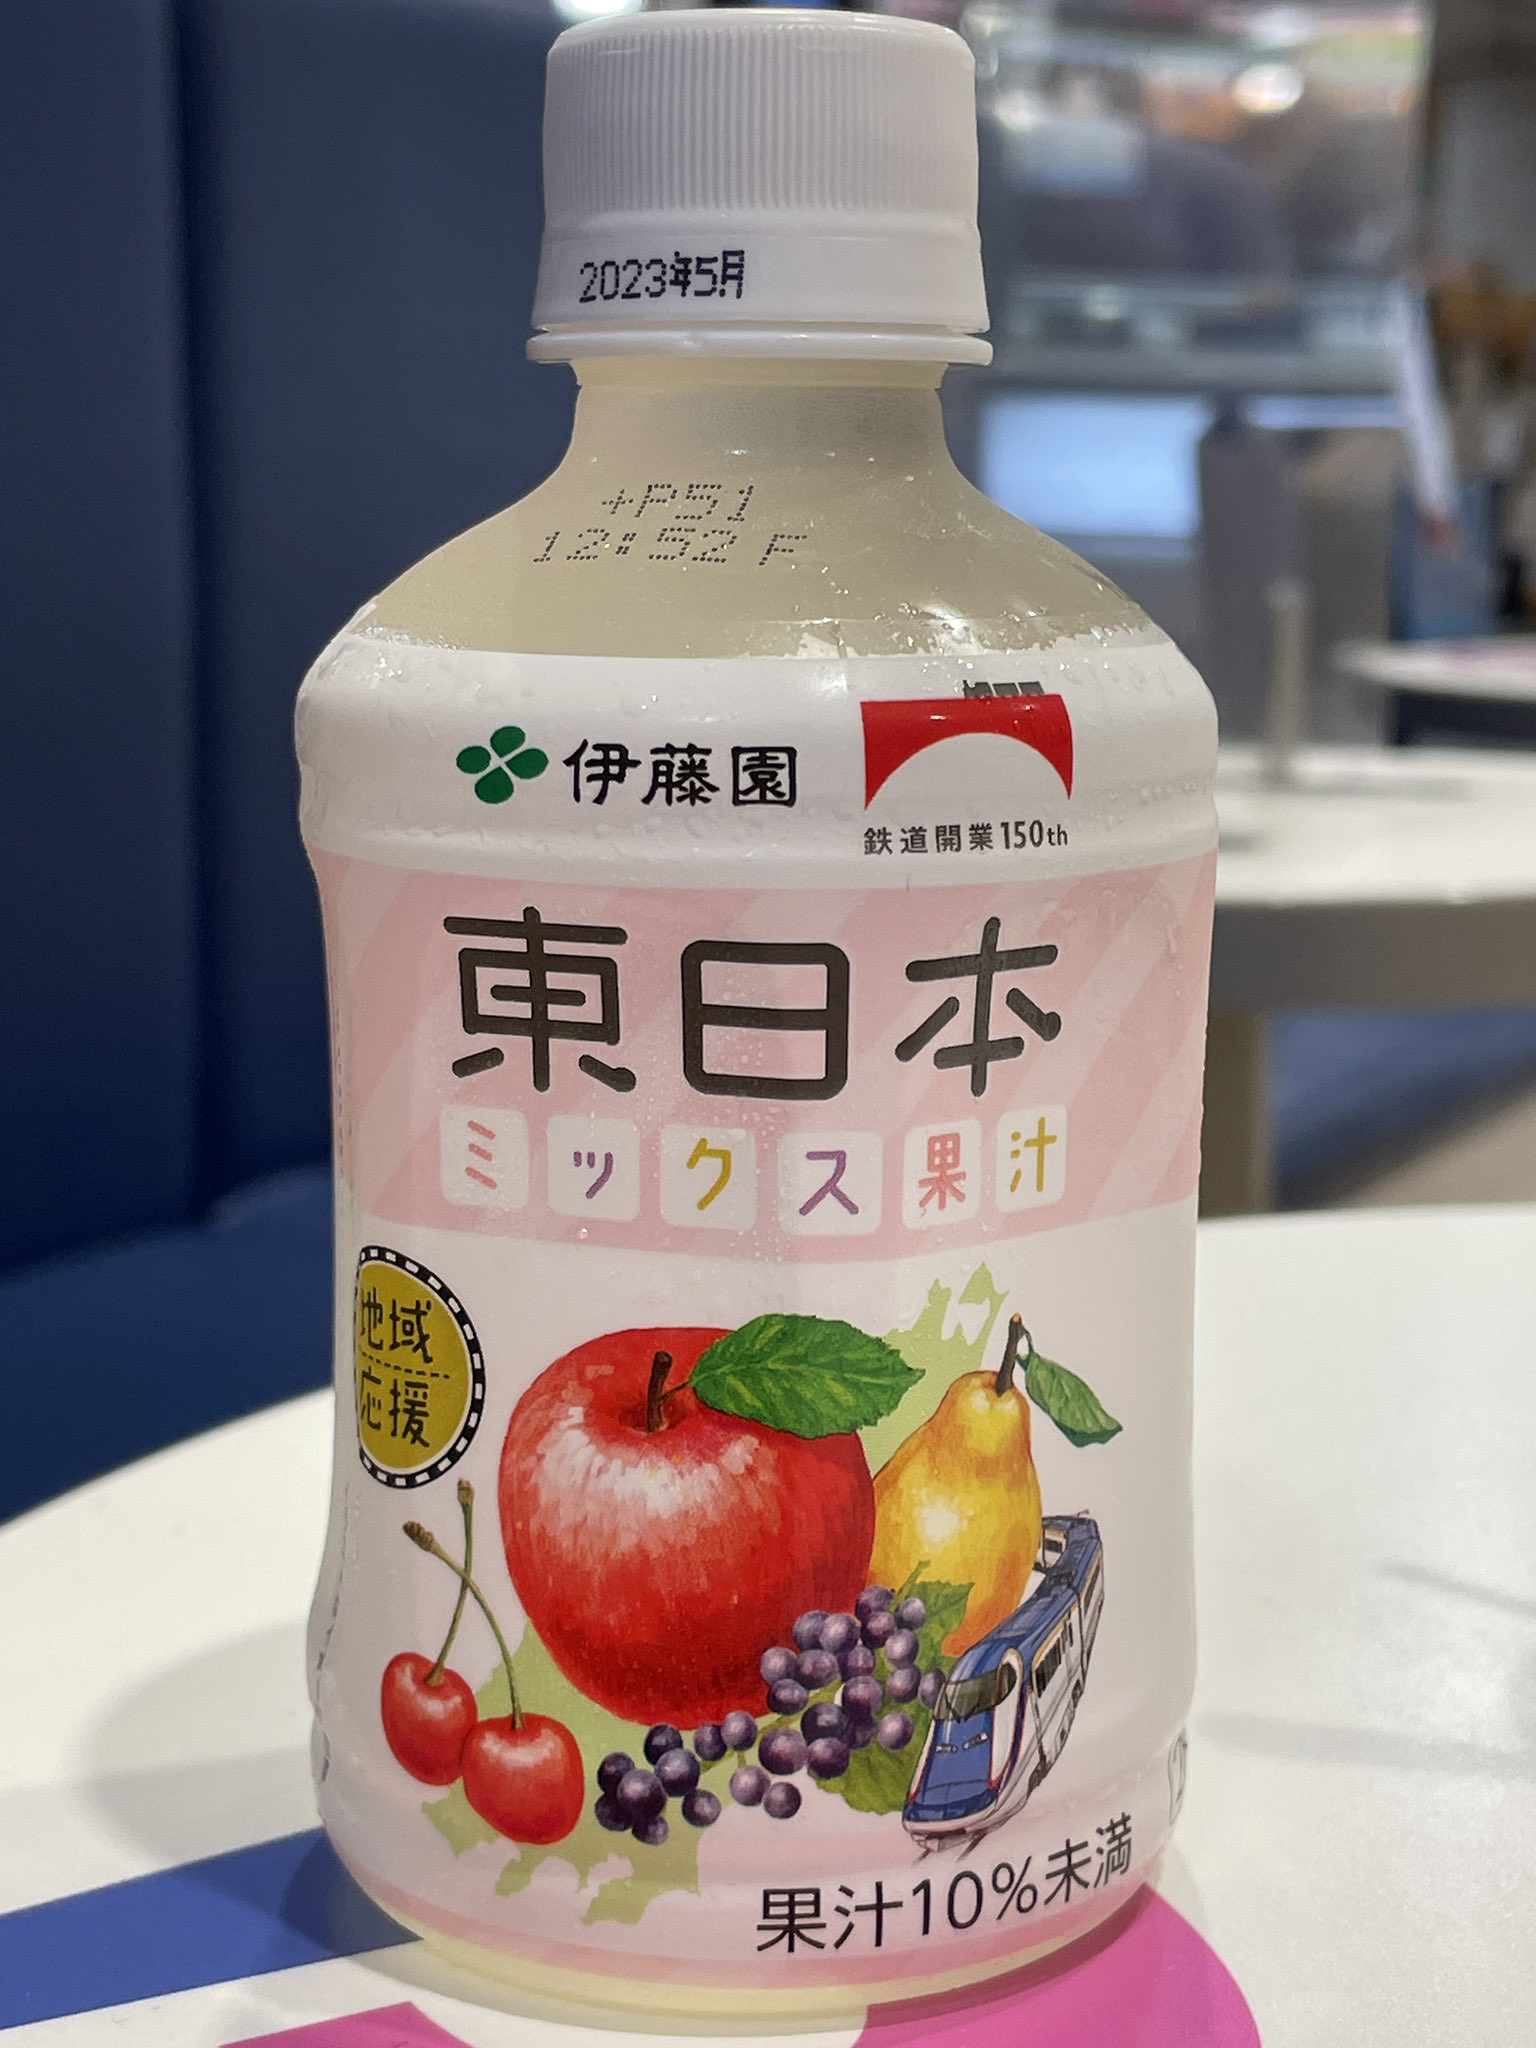 2023年5月
+P51
12:52 F
伊藤園
鉄道開業150th
東日本
ミックス果汁
地域
応援
果汁10%未満